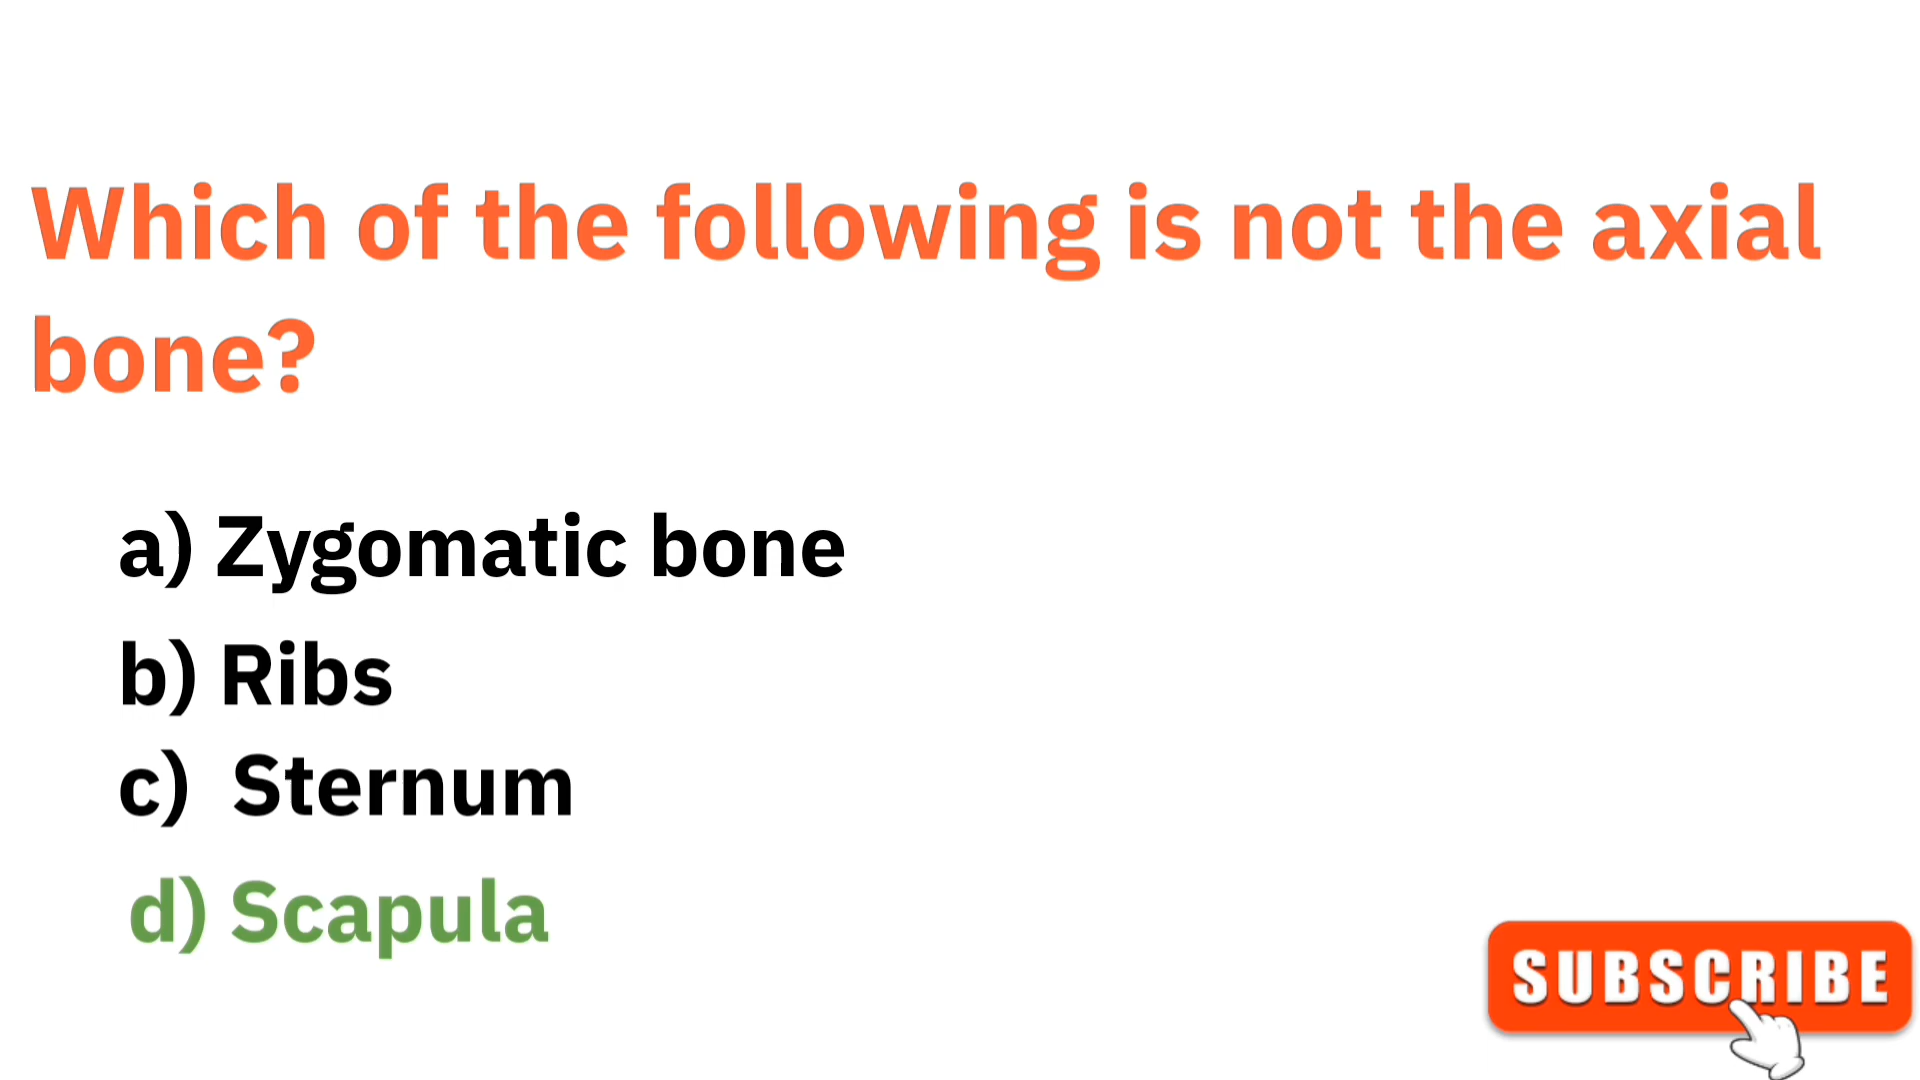 Which of the following is not the axial
bone?
a) Zygomatic bone
b) Ribs
c) Sternum
d) Scapula
SUBSCRIBE